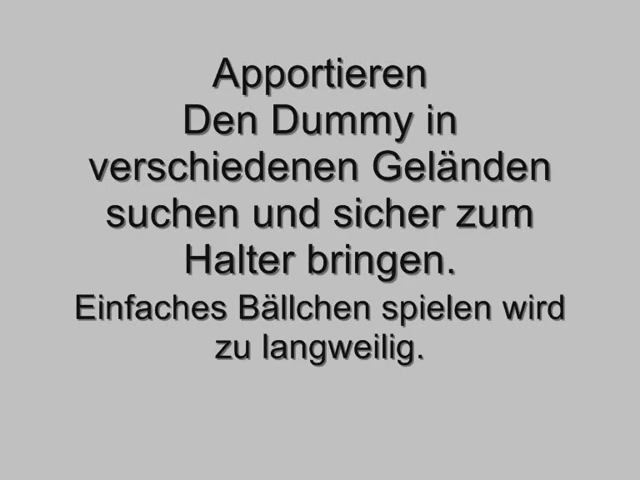 Apportieren
Den Dummy in
verschiedenen Geländen
suchen und sicher zum
Halter bringen.
Einfaches Bällchen spielen wird
zu langweilig.